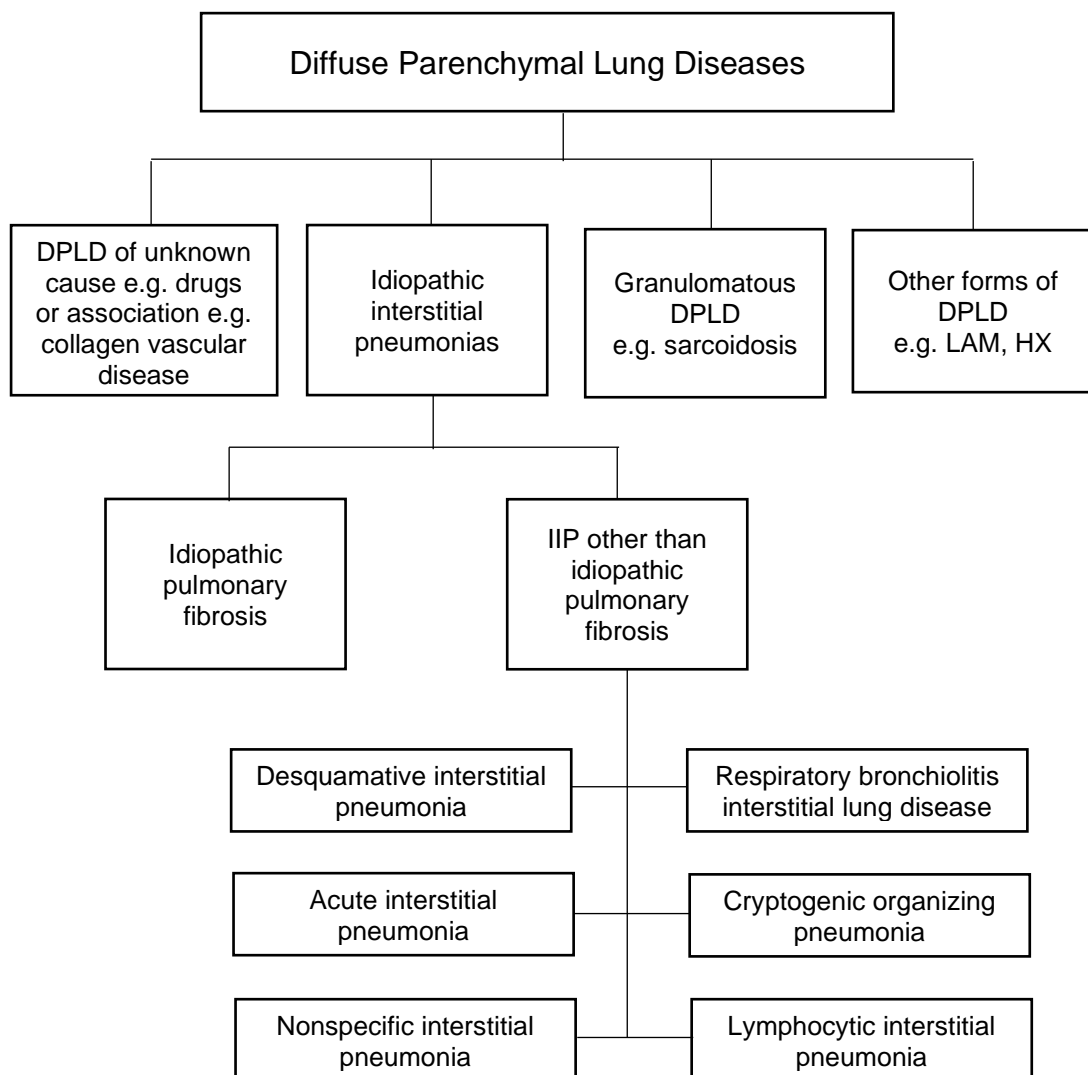 Diffuse Parenchymal Lung Diseases
DPLD of unknown
cause e.g. drugs
or association e.g.
collagen vascular
disease
Idiopathic
interstitial
pneumonias
Granulomatous
DPLD
e.g. sarcoidosis
Other forms of
DPLD
e.g. LAM, HX
Idiopathic
pulmonary
fibrosis
IIP other than
idiopathic
pulmonary
fibrosis
Desquamative interstitial
pneumonia
Respiratory bronchiolitis
interstitial lung disease
Acute interstitial
pneumonia
Cryptogenic organizing
pneumonia
Nonspecific interstitial
pneumonia
Lymphocytic interstitial
pneumonia